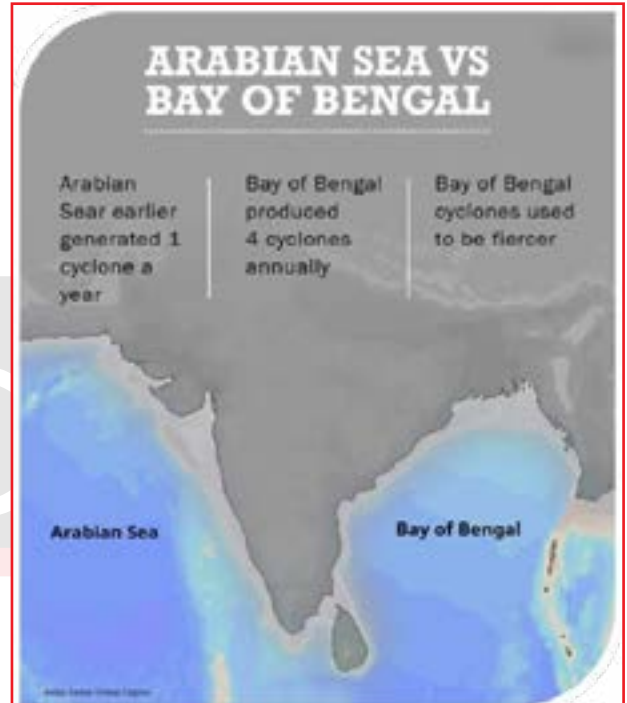 ARABIAN SEA VS
BAY OF BENGAL
Arabian
Sear earlier
generated 1
cyclone a
year
Bay of Bengal
produced
4 cyclones
annually
Bay of Bengal
cyclones used
to be fiercer
Arabian Sea
Bay of Bengal